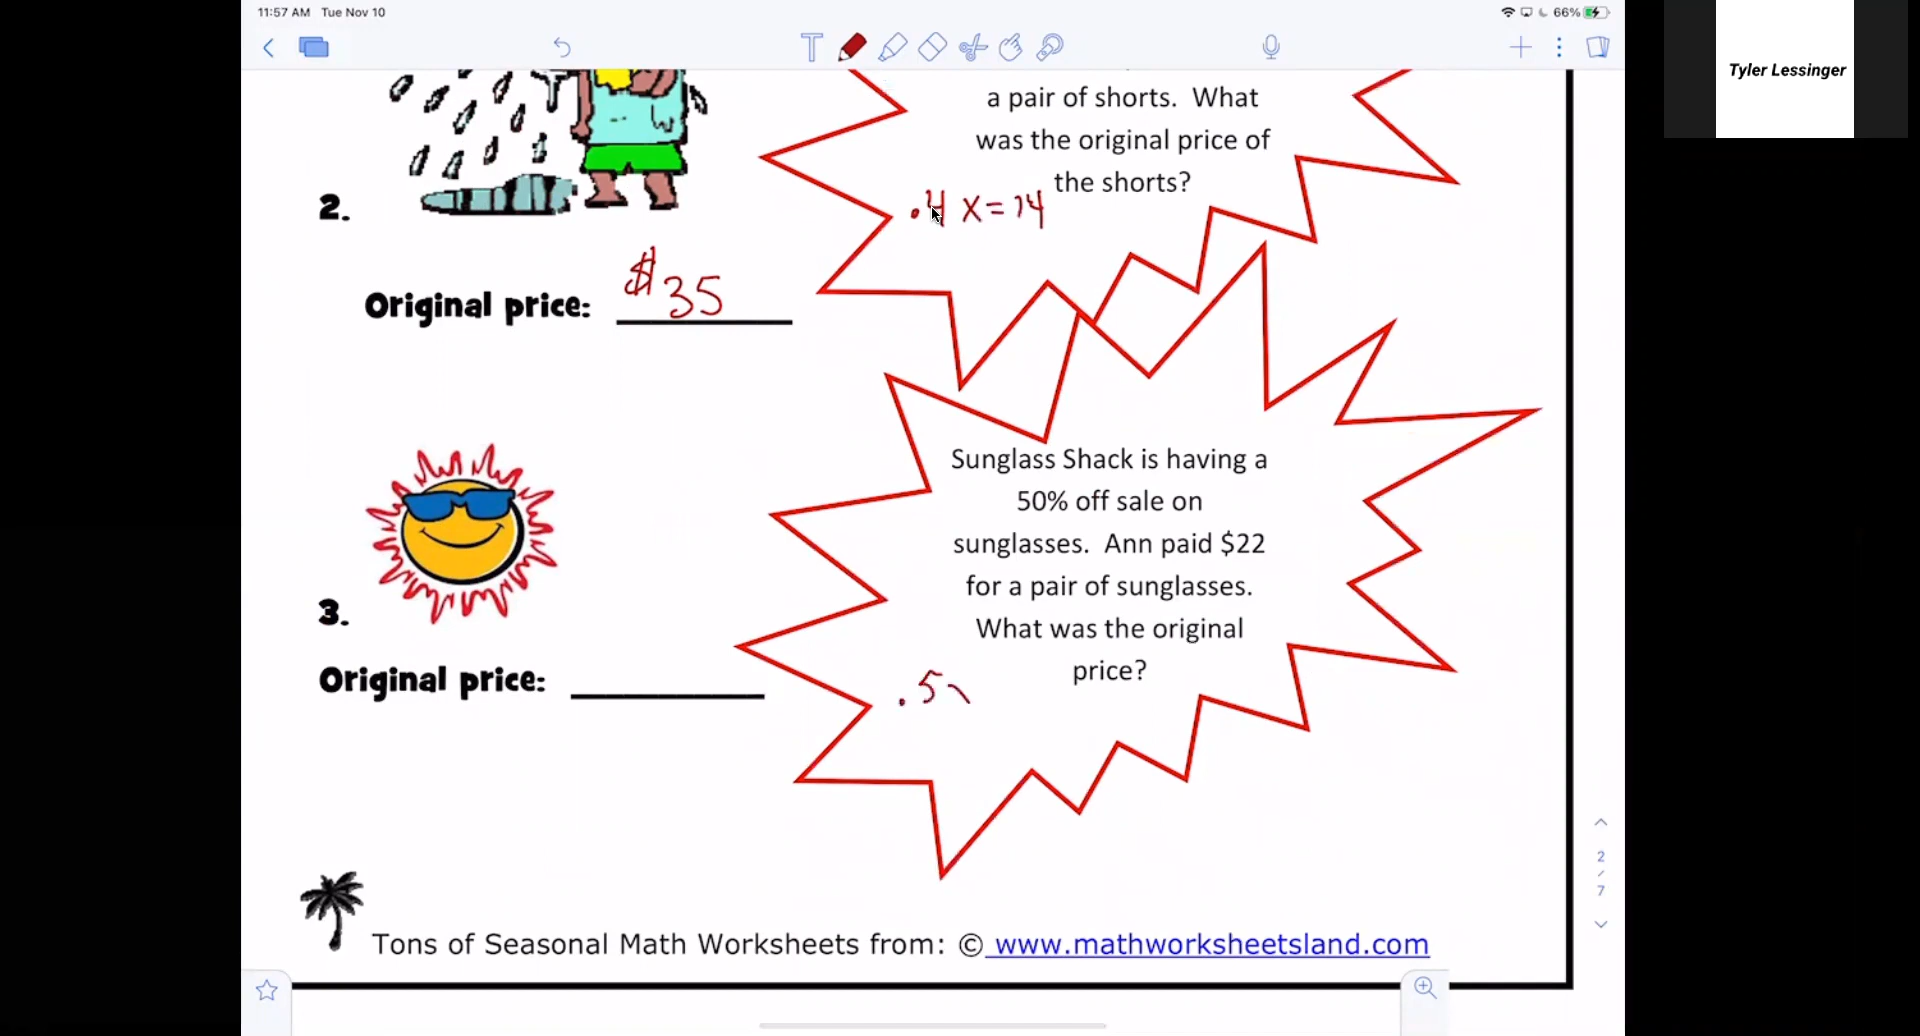 11:57 AM Tue Nov 10
66%
Tyler Lessinger
a pair of shorts. What
was the original price of
the shorts?
.4 x = 14
2.
Original price: $35
Sunglass Shack is having a
50% off sale on
sunglasses. Ann paid $22
for a pair of sunglasses.
What was the original
price?
.5
3.
Original price:
2
/
7
Tons of Seasonal Math Worksheets from: © www.mathworksheetsland.com